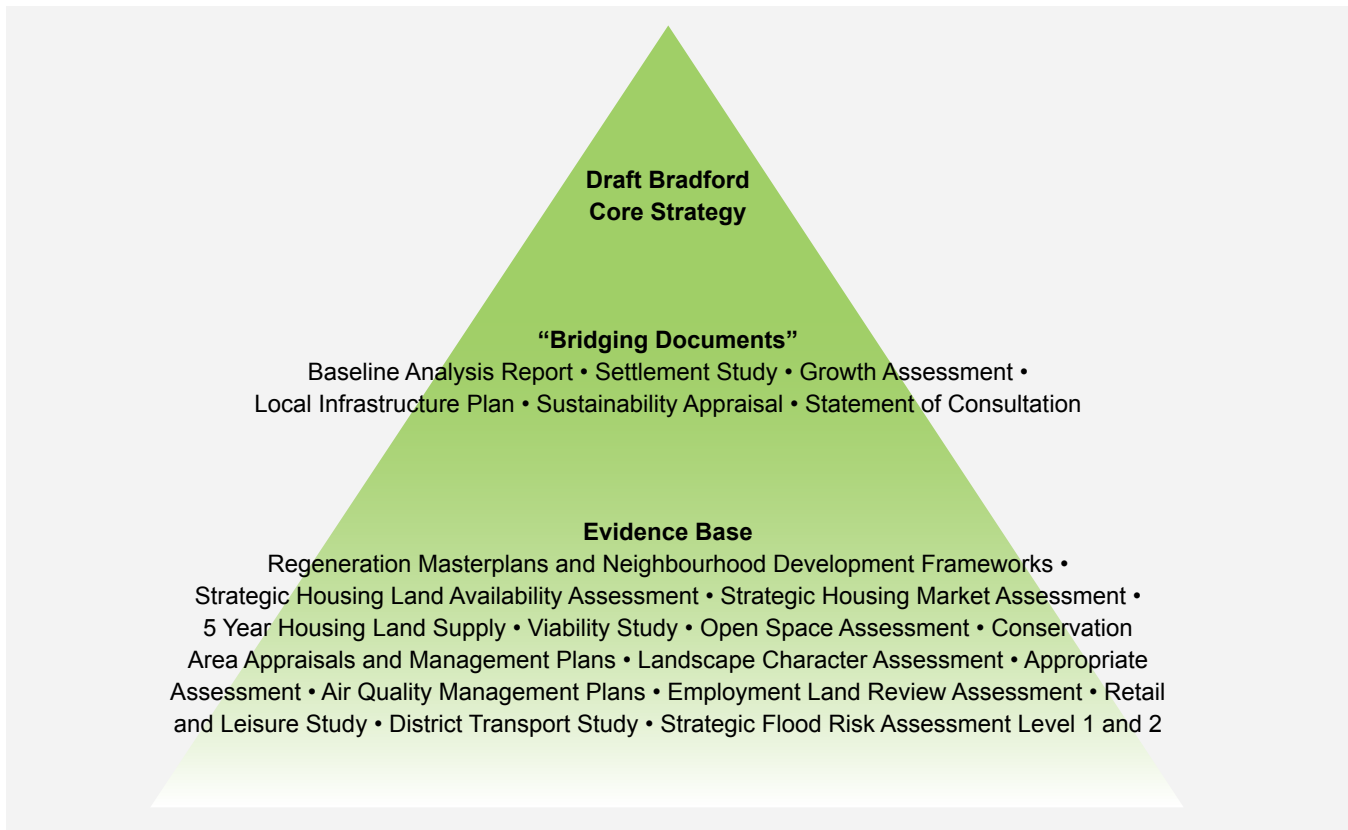 Draft Bradford
Core Strategy
“Bridging Documents”
Baseline Analysis Report • Settlement Study • Growth Assessment •
Local Infrastructure Plan • Sustainability Appraisal • Statement of Consultation
Evidence Base
Regeneration Masterplans and Neighbourhood Development Frameworks •
Strategic Housing Land Availability Assessment • Strategic Housing Market Assessment •
5 Year Housing Land Supply • Viability Study • Open Space Assessment • Conservation
Area Appraisals and Management Plans • Landscape Character Assessment • Appropriate
Assessment • Air Quality Management Plans • Employment Land Review Assessment • Retail
and Leisure Study • District Transport Study • Strategic Flood Risk Assessment Level 1 and 2